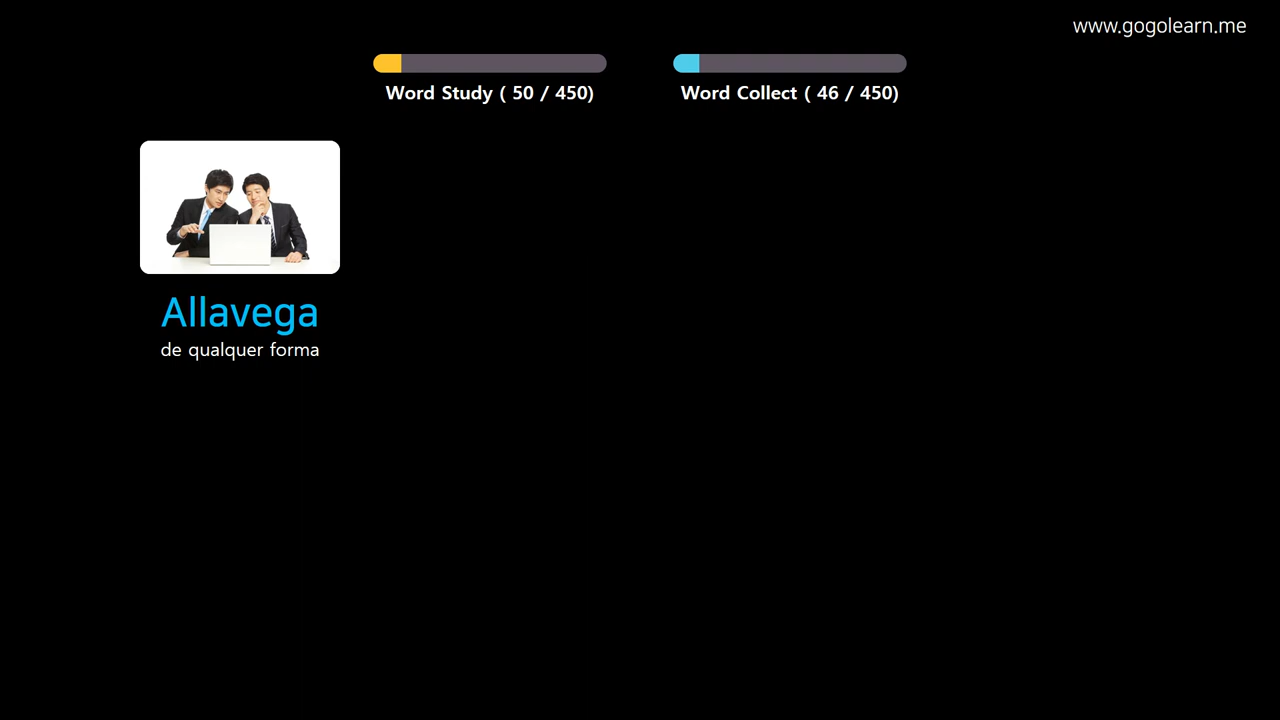 www.gogolearn.me
Word Study ( 50 / 450)
Word Collect ( 46 / 450)
Allavega
de qualquer forma